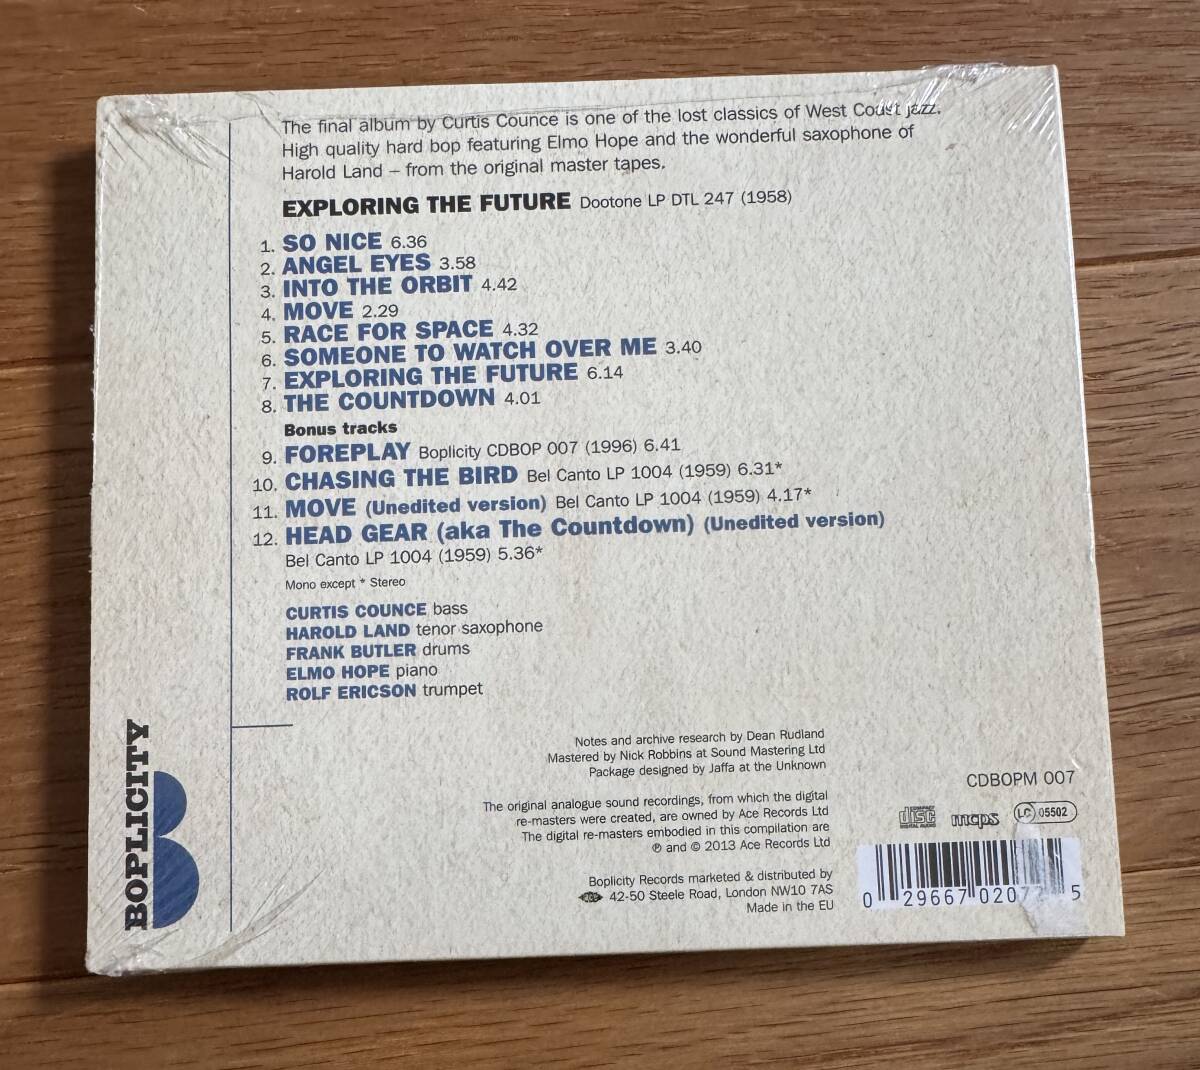 The final album by Curtis Counce is one of the lost classics of West Coast jazz.
High quality hard bop featuring Elmo Hope and the wonderful saxophone of
Harold Land – from the original master tapes.
EXPLORING THE FUTURE Dootone LP DTL 247 (1958)
1. SO NICE 6.36
2. ANGEL EYES 3.58
3. INTO THE ORBIT 4.42
4. MOVE 2.29
5. RACE FOR SPACE 4.32
6. SOMEONE TO WATCH OVER ME 3.40
7. EXPLORING THE FUTURE 6.14
8. THE COUNTDOWN 4.01
Bonus tracks
9. FOREPLAY Boplicity CDBOP 007 (1996) 6.41
10. CHASING THE BIRD Bel Canto LP 1004 (1959) 6.31*
11. MOVE (Unedited version) Bel Canto LP 1004 (1959) 4.17*
12. HEAD GEAR (aka The Countdown) (Unedited version)
Bel Canto LP 1004 (1959) 5.36*
Mono except * Stereo
CURTIS COUNCE bass
HAROLD LAND tenor saxophone
FRANK BUTLER drums
ELMO HOPE piano
ROLF ERICSON trumpet
BOPLICITY
Notes and archive research by Dean Rudland
Mastered by Nick Robbins at Sound Mastering Ltd
Package designed by Jaffa at the Unknown
The original analogue sound recordings, from which the digital
re-masters were created, are owned by Ace Records Ltd
The digital re-masters embodied in this compilation are
℗ and © 2013 Ace Records Ltd
Boplicity Records marketed & distributed by
ACE 42-50 Steele Road, London NW10 7AS
Made in the EU
CDBOPM 007
COMPACT disc DIGITAL AUDIO mcps LC 05502
0 29667 0207 5